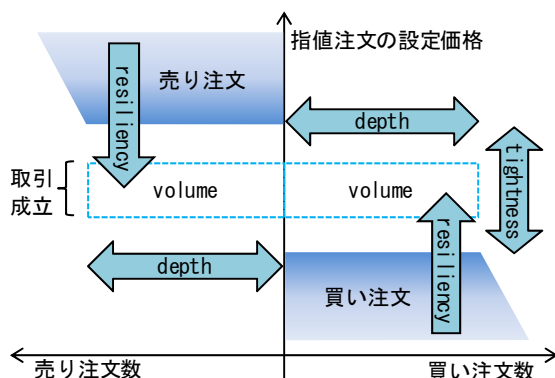 指値注文の設定価格
売り注文
resiliency
depth
tightness
取引
成立
volume
volume
resiliency
depth
買い注文
売り注文数
買い注文数